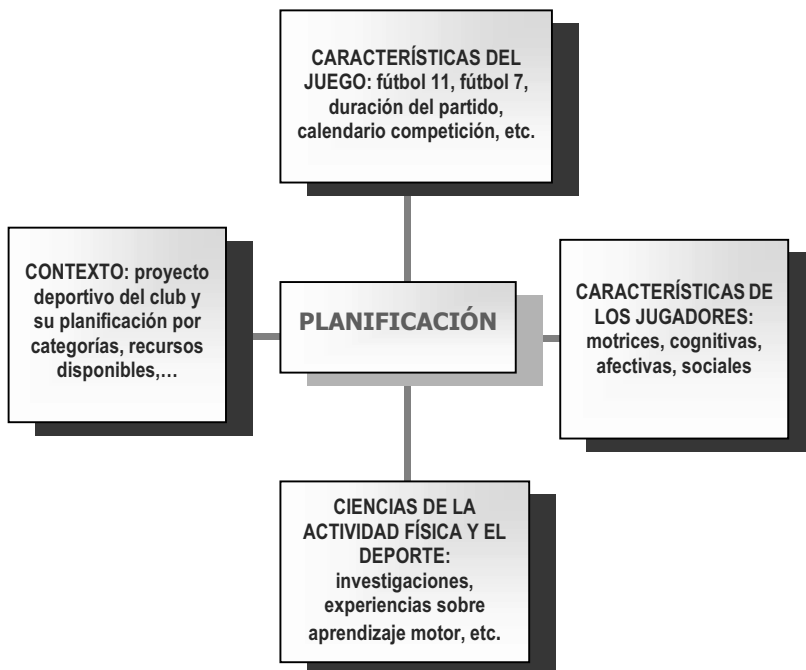 CARACTERÍSTICAS DEL
JUEGO: fútbol 11, fútbol 7,
duración del partido,
calendario competición, etc.
CONTEXTO: proyecto
deportivo del club y
su planificación por
categorías, recursos
disponibles,…
PLANIFICACIÓN
CARACTERÍSTICAS DE
LOS JUGADORES:
motrices, cognitivas,
afectivas, sociales
CIENCIAS DE LA
ACTIVIDAD FÍSICA Y EL
DEPORTE:
investigaciones,
experiencias sobre
aprendizaje motor, etc.